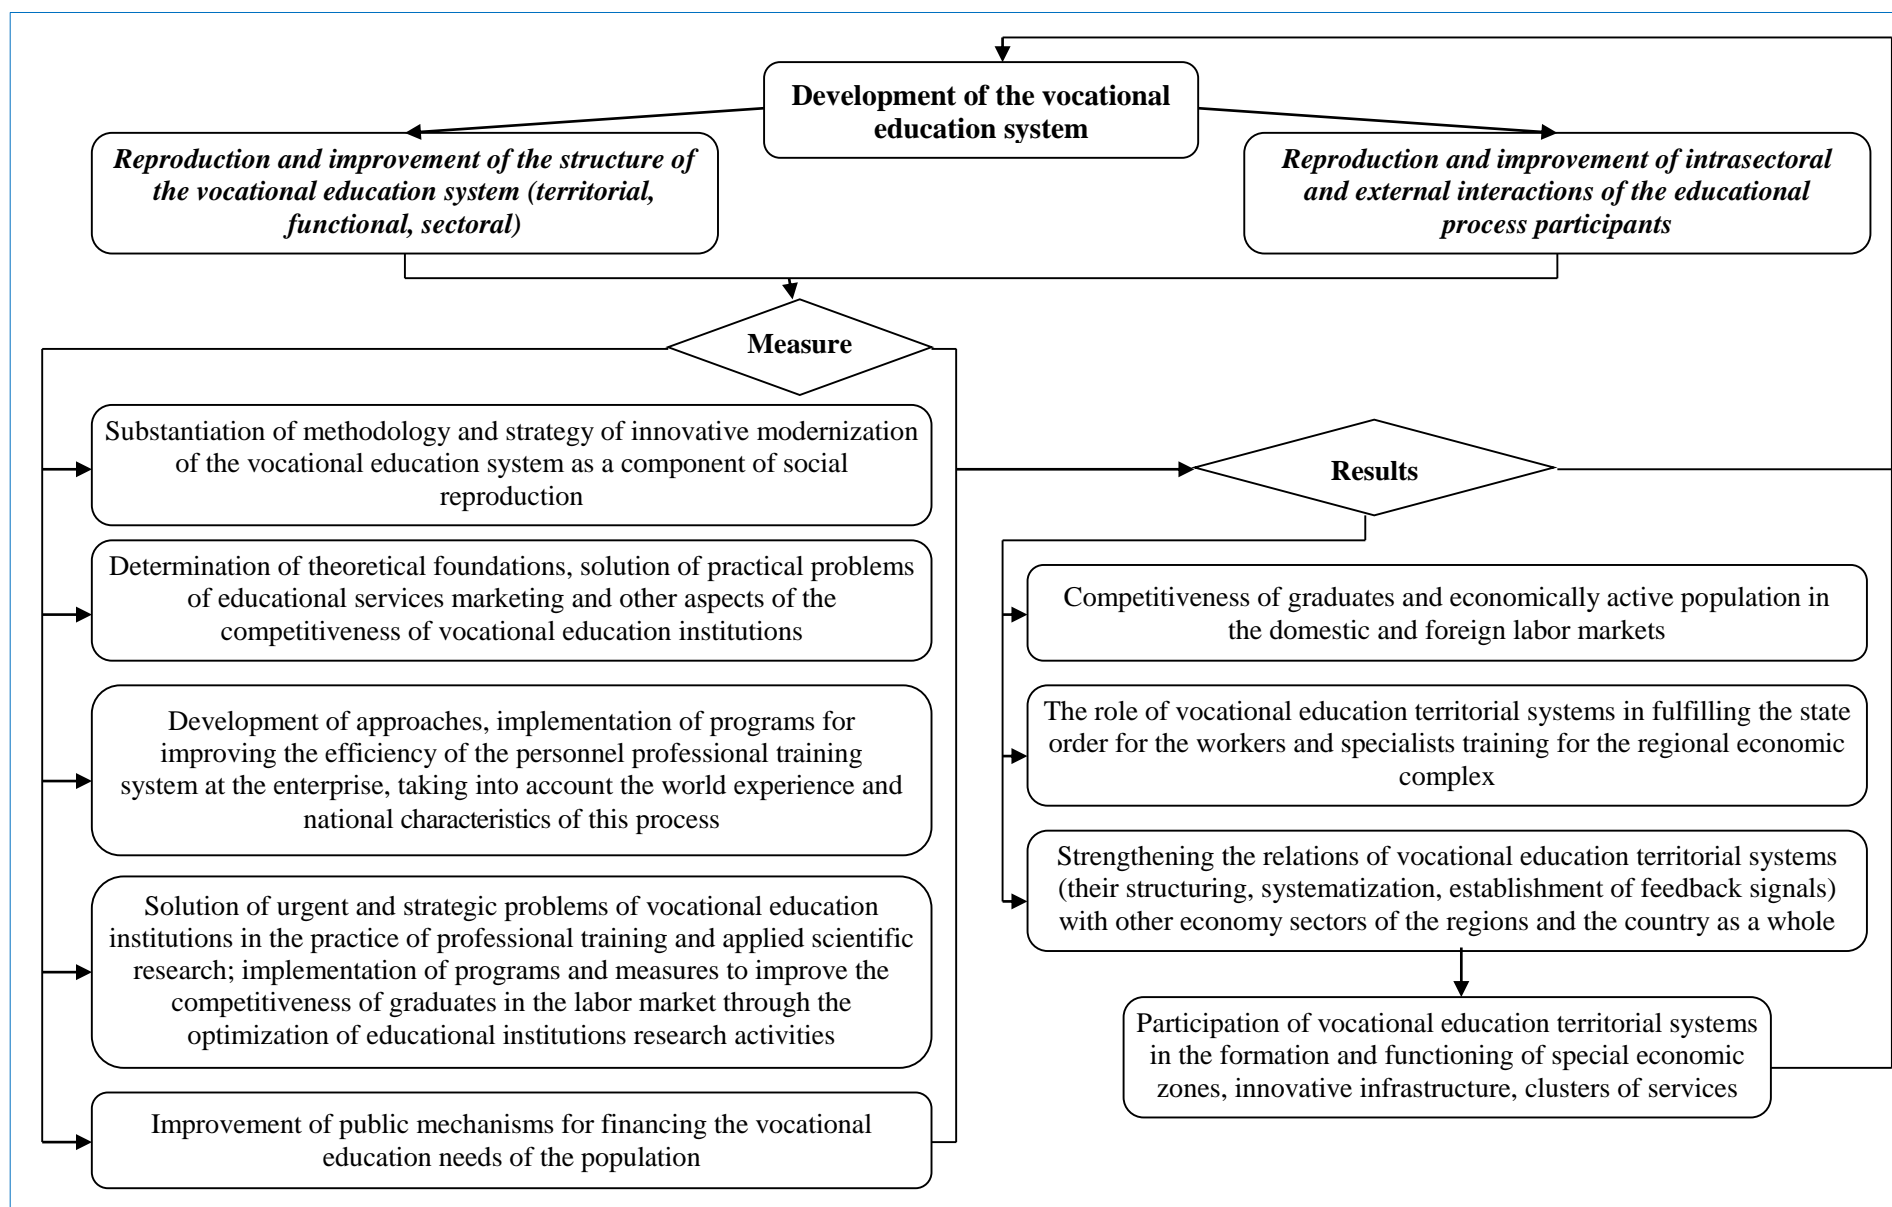 Development of the vocational
education system
Reproduction and improvement of the structure of
the vocational education system (territorial,
functional, sectoral)
Reproduction and improvement of intrasectoral
and external interactions of the educational
process participants
Measure
Substantiation of methodology and strategy of innovative modernization
of the vocational education system as a component of social
reproduction
Determination of theoretical foundations, solution of practical problems
of educational services marketing and other aspects of the
competitiveness of vocational education institutions
Development of approaches, implementation of programs for
improving the efficiency of the personnel professional training
system at the enterprise, taking into account the world experience and
national characteristics of this process
Solution of urgent and strategic problems of vocational education
institutions in the practice of professional training and applied scientific
research; implementation of programs and measures to improve the
competitiveness of graduates in the labor market through the
optimization of educational institutions research activities
Improvement of public mechanisms for financing the vocational
education needs of the population
Results
Competitiveness of graduates and economically active population in
the domestic and foreign labor markets
The role of vocational education territorial systems in fulfilling the state
order for the workers and specialists training for the regional economic
complex
Strengthening the relations of vocational education territorial systems
(their structuring, systematization, establishment of feedback signals)
with other economy sectors of the regions and the country as a whole
Participation of vocational education territorial systems
in the formation and functioning of special economic
zones, innovative infrastructure, clusters of services